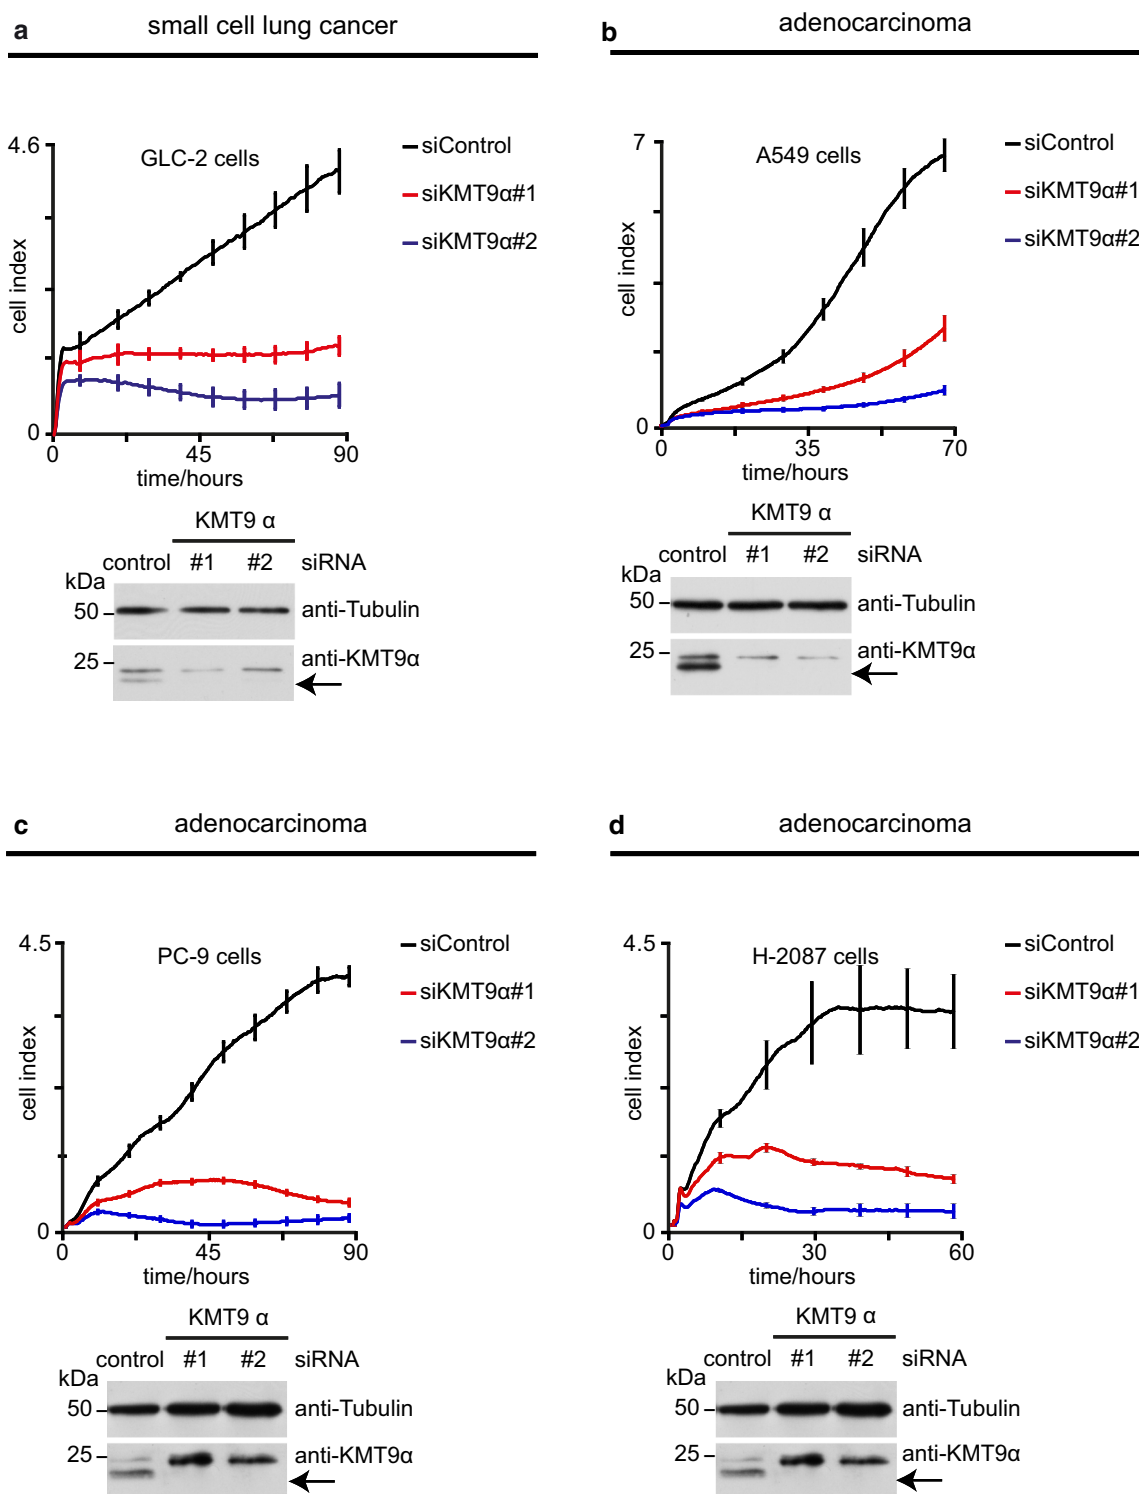 a
small cell lung cancer
4.6
GLC-2 cells
siControl
siKMT9α#1
siKMT9α#2
cell index
0
0
45
90
time/hours
KMT9 α
control #1 #2 siRNA
kDa
50
anti-Tubulin
25
anti-KMT9α
b
adenocarcinoma
7
A549 cells
siControl
siKMT9α#1
siKMT9α#2
cell index
0
0
35
70
time/hours
KMT9 α
control #1 #2 siRNA
kDa
50
anti-Tubulin
25
anti-KMT9α
c
adenocarcinoma
4.5
PC-9 cells
siControl
siKMT9α#1
siKMT9α#2
cell index
0
0
45
90
time/hours
KMT9 α
control #1 #2 siRNA
kDa
50
anti-Tubulin
25
anti-KMT9α
d
adenocarcinoma
4.5
H-2087 cells
siControl
siKMT9α#1
siKMT9α#2
cell index
0
0
30
60
time/hours
KMT9 α
control #1 #2 siRNA
kDa
50
anti-Tubulin
25
anti-KMT9α